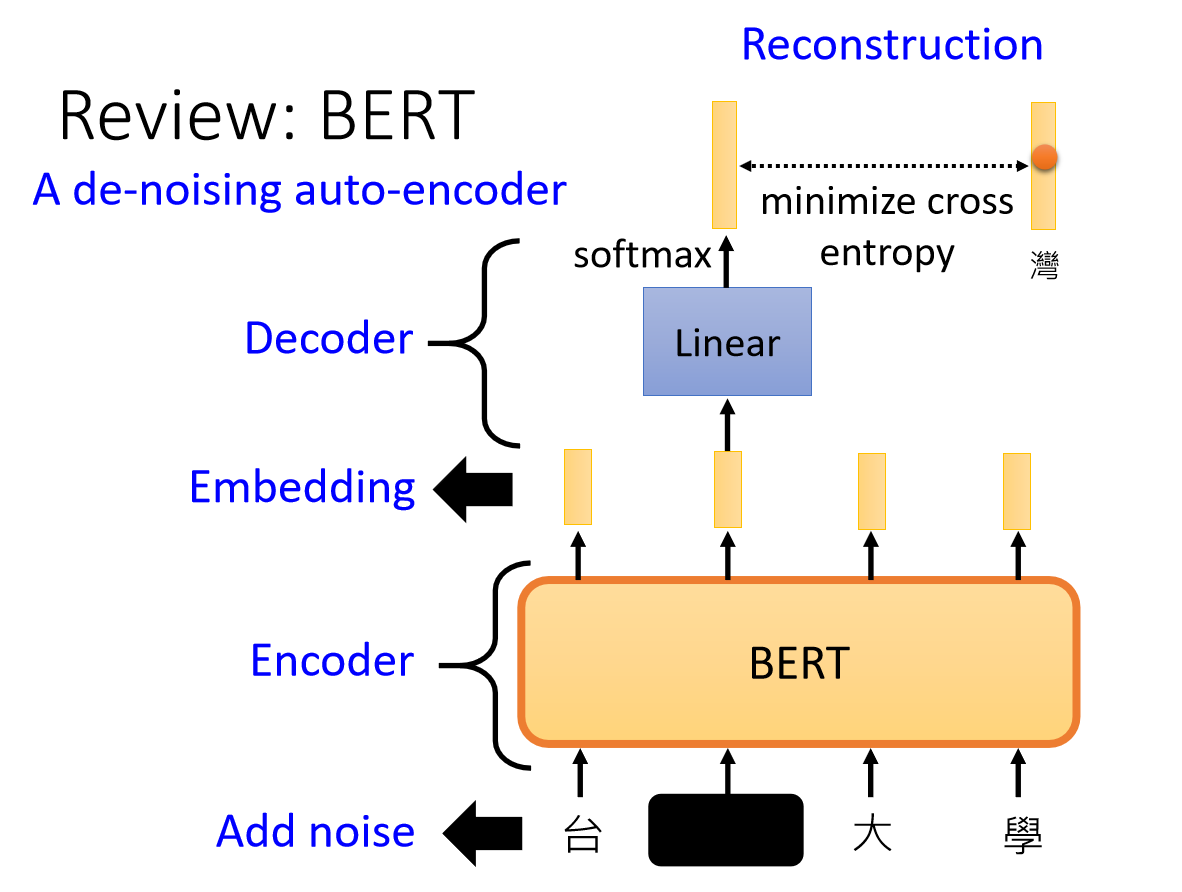 Reconstruction
Review: BERT
A de-noising auto-encoder
minimize cross
entropy
softmax
灣
Decoder
Linear
Embedding
Encoder
BERT
Add noise
台 大 學